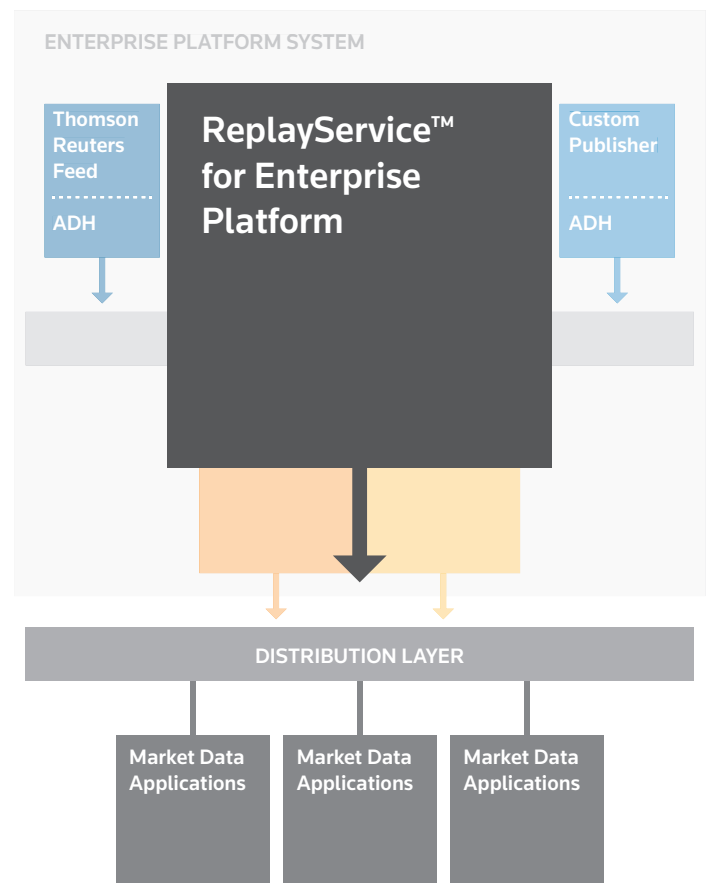 ENTERPRISE PLATFORM SYSTEM
Thomson
Reuters
Feed
ADH
ReplayService™
for Enterprise
Platform
Custom
Publisher
ADH
DISTRIBUTION LAYER
Market Data
Applications
Market Data
Applications
Market Data
Applications